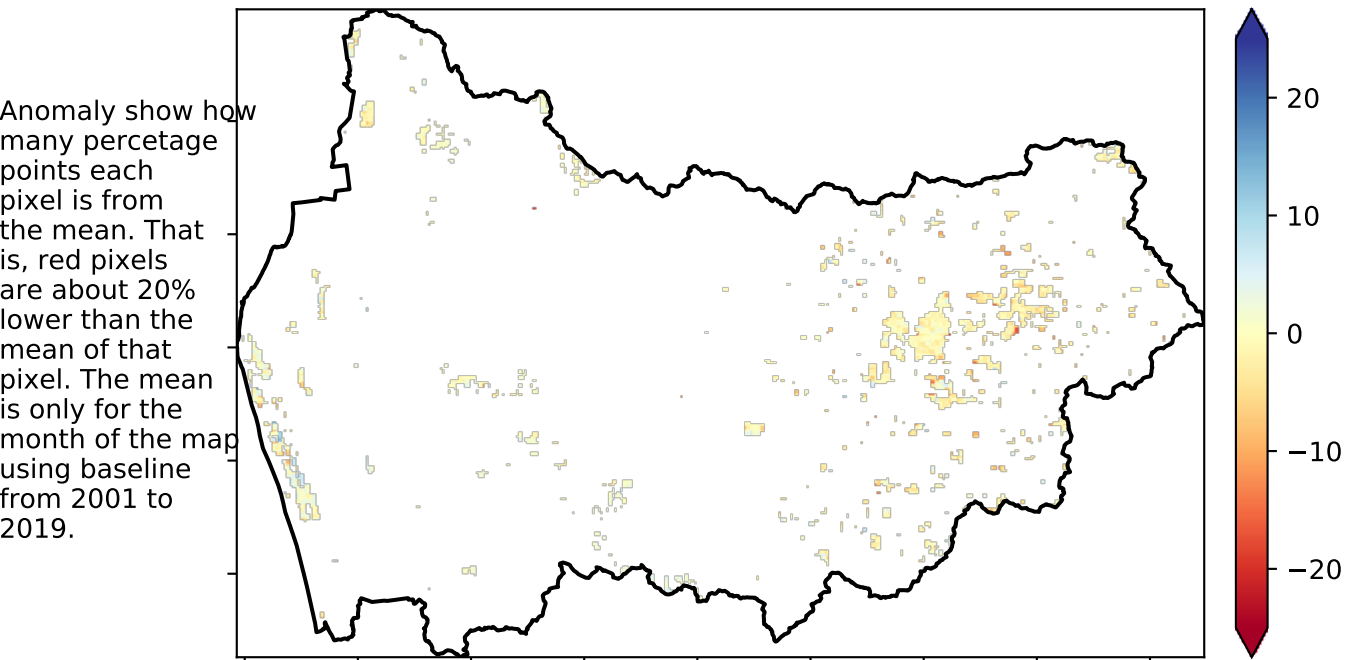 Anomaly show how
many percetage
points each
pixel is from
the mean. That
is, red pixels
are about 20%
lower than the
mean of that
pixel. The mean
is only for the
month of the map
using baseline
from 2001 to
2019.
20
10
0
−10
−20